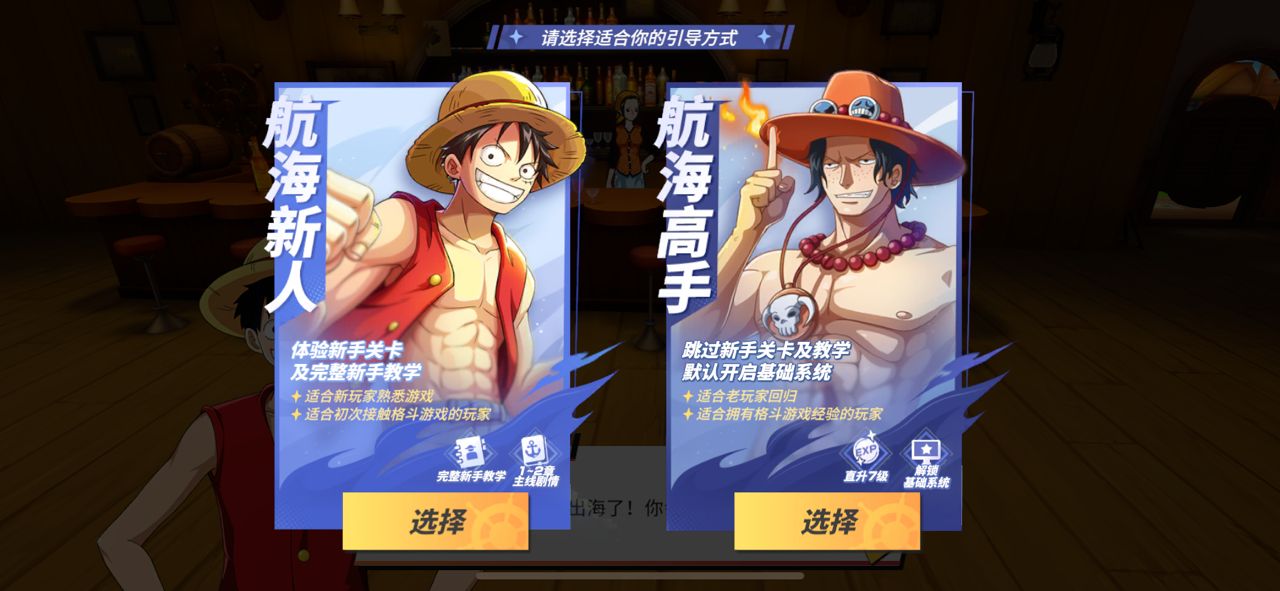 请选择适合你的引导方式
航海新人
体验新手关卡
及完整新手教学
适合新玩家熟悉游戏
适合初次接触格斗游戏的玩家
完整新手教学
1~2章
主线剧情
选择
航海高手
跳过新手关卡及教学
默认开启基础系统
适合老玩家回归
适合拥有格斗游戏经验的玩家
EXP
直升7级
解锁
基础系统
选择
出海了！你